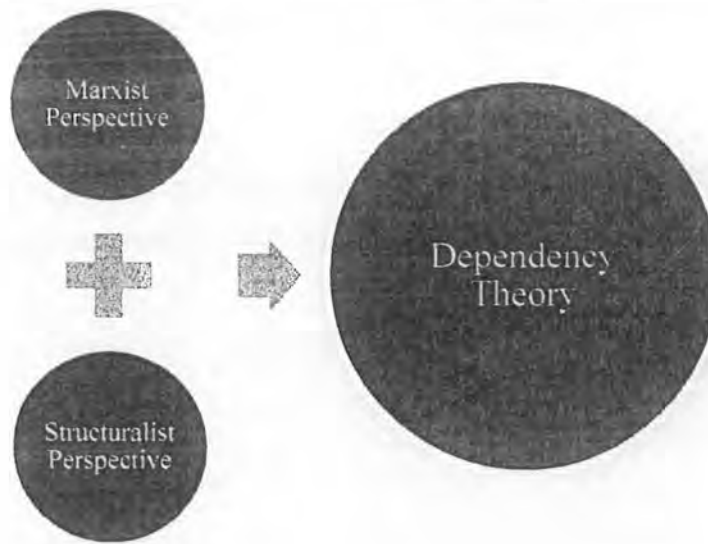 Marxist
Perspective
Structuralist
Perspective
Dependency
Theory